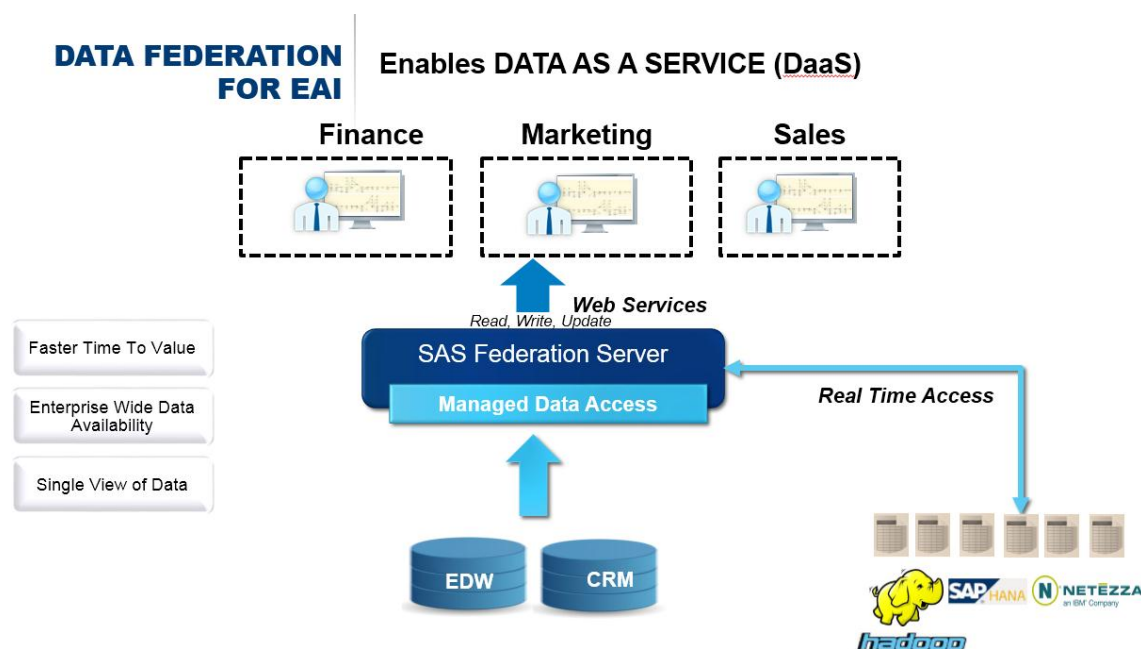 DATA FEDERATION
FOR EAI
Enables DATA AS A SERVICE (DaaS)
Finance
Marketing
Sales
Web Services
Read, Write, Update
SAS Federation Server
Managed Data Access
Real Time Access
Faster Time To Value
Enterprise Wide Data
Availability
Single View of Data
EDW
CRM
SAP HANA
N NETEZZA
an IBM Company
hadoop